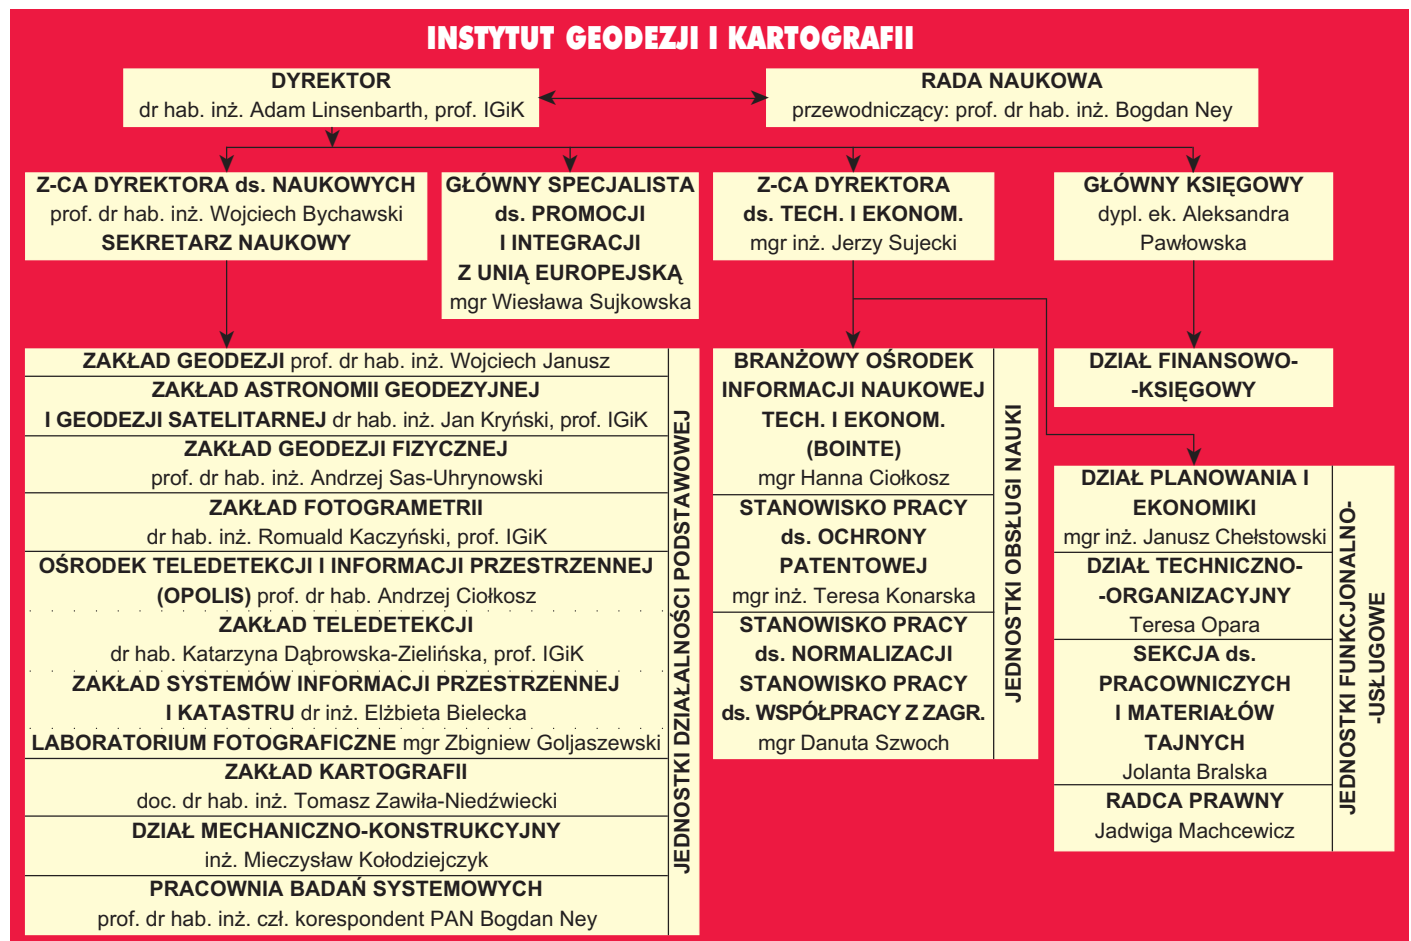 INSTYTUT GEODEZJI I KARTOGRAFII
DYREKTOR
dr hab. inż. Adam Linsenbarth, prof. IGiK
RADA NAUKOWA
przewodniczący: prof. dr hab. inż. Bogdan Ney
Z-CA DYREKTORA ds. NAUKOWYCH
prof. dr hab. inż. Wojciech Bychawski
SEKRETARZ NAUKOWY
GŁÓWNY SPECJALISTA
ds. PROMOCJI
I INTEGRACJI
Z UNIĄ EUROPEJSKĄ
mgr Wiesława Sujkowska
Z-CA DYREKTORA
ds. TECH. I EKONOM.
mgr inż. Jerzy Sujecki
GŁÓWNY KSIĘGOWY
dypl. ek. Aleksandra
Pawłowska
ZAKŁAD GEODEZJI prof. dr hab. inż. Wojciech Janusz
ZAKŁAD ASTRONOMII GEODEZYJNEJ
I GEODEZJI SATELITARNEJ dr hab. inż. Jan Kryński, prof. IGiK
ZAKŁAD GEODEZJI FIZYCZNEJ
prof. dr hab. inż. Andrzej Sas-Uhrynowski
ZAKŁAD FOTOGRAMETRII
dr hab. inż. Romuald Kaczyński, prof. IGiK
OŚRODEK TELEDETEKCJI I INFORMACJI PRZESTRZENNEJ
(OPOLIS) prof. dr hab. Andrzej Ciołkosz
ZAKŁAD TELEDETEKCJI
dr hab. Katarzyna Dąbrowska-Zielińska, prof. IGiK
ZAKŁAD SYSTEMÓW INFORMACJI PRZESTRZENNEJ
I KATASTRU dr inż. Elżbieta Bielecka
LABORATORIUM FOTOGRAFICZNE mgr Zbigniew Goljaszewski
ZAKŁAD KARTOGRAFII
doc. dr hab. inż. Tomasz Zawiła-Niedźwiecki
DZIAŁ MECHANICZNO-KONSTRUKCYJNY
inż. Mieczysław Kołodziejczyk
PRACOWNIA BADAŃ SYSTEMOWYCH
prof. dr hab. inż. czł. korespondent PAN Bogdan Ney
JEDNOSTKI DZIAŁALNOŚCI PODSTAWOWEJ
BRANŻOWY OŚRODEK
INFORMACJI NAUKOWEJ
TECH. I EKONOM.
(BOINTE)
mgr Hanna Ciołkosz
STANOWISKO PRACY
ds. OCHRONY
PATENTOWEJ
mgr inż. Teresa Konarska
STANOWISKO PRACY
ds. NORMALIZACJI
STANOWISKO PRACY
ds. WSPÓŁPRACY Z ZAGR.
mgr Danuta Szwoch
JEDNOSTKI OBSŁUGI NAUKI
DZIAŁ FINANSOWO-
-KSIĘGOWY
DZIAŁ PLANOWANIA I
EKONOMIKI
mgr inż. Janusz Chełstowski
DZIAŁ TECHNICZNO-
-ORGANIZACYJNY
Teresa Opara
SEKCJA ds.
PRACOWNICZYCH
I MATERIAŁÓW
TAJNYCH
Jolanta Bralska
RADCA PRAWNY
Jadwiga Machcewicz
JEDNOSTKI FUNKCJONALNO-
-USŁUGOWE